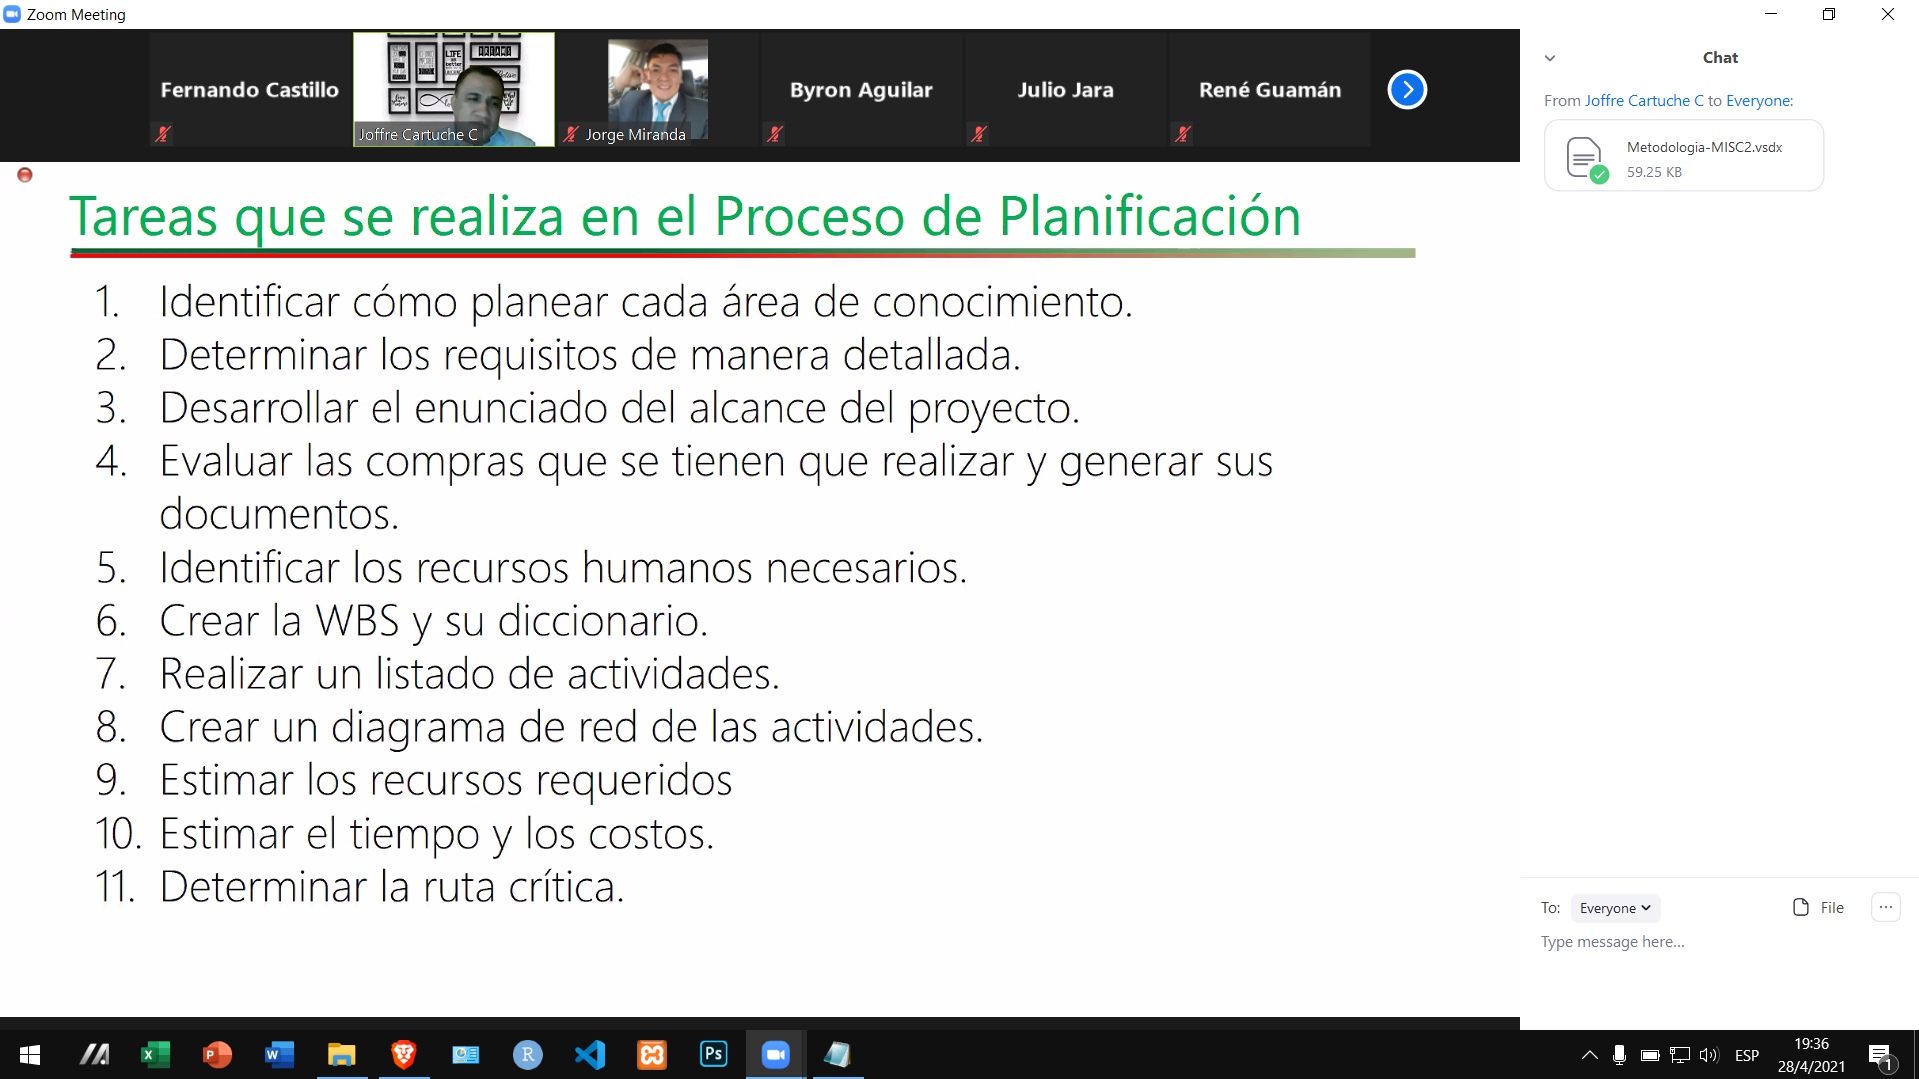 Zoom Meeting
Fernando Castillo
Joffre Cartuche C
Jorge Miranda
Byron Aguilar
Julio Jara
René Guamán
Tareas que se realiza en el Proceso de Planificación
1. Identificar cómo planear cada área de conocimiento.
2. Determinar los requisitos de manera detallada.
3. Desarrollar el enunciado del alcance del proyecto.
4. Evaluar las compras que se tienen que realizar y generar sus
documentos.
5. Identificar los recursos humanos necesarios.
6. Crear la WBS y su diccionario.
7. Realizar un listado de actividades.
8. Crear un diagrama de red de las actividades.
9. Estimar los recursos requeridos
10. Estimar el tiempo y los costos.
11. Determinar la ruta crítica.
Chat
From Joffre Cartuche C to Everyone:
Metodologia-MISC2.vsdx
59.25 KB
To: Everyone
File
Type message here...
ESP
19:36
28/4/2021
1